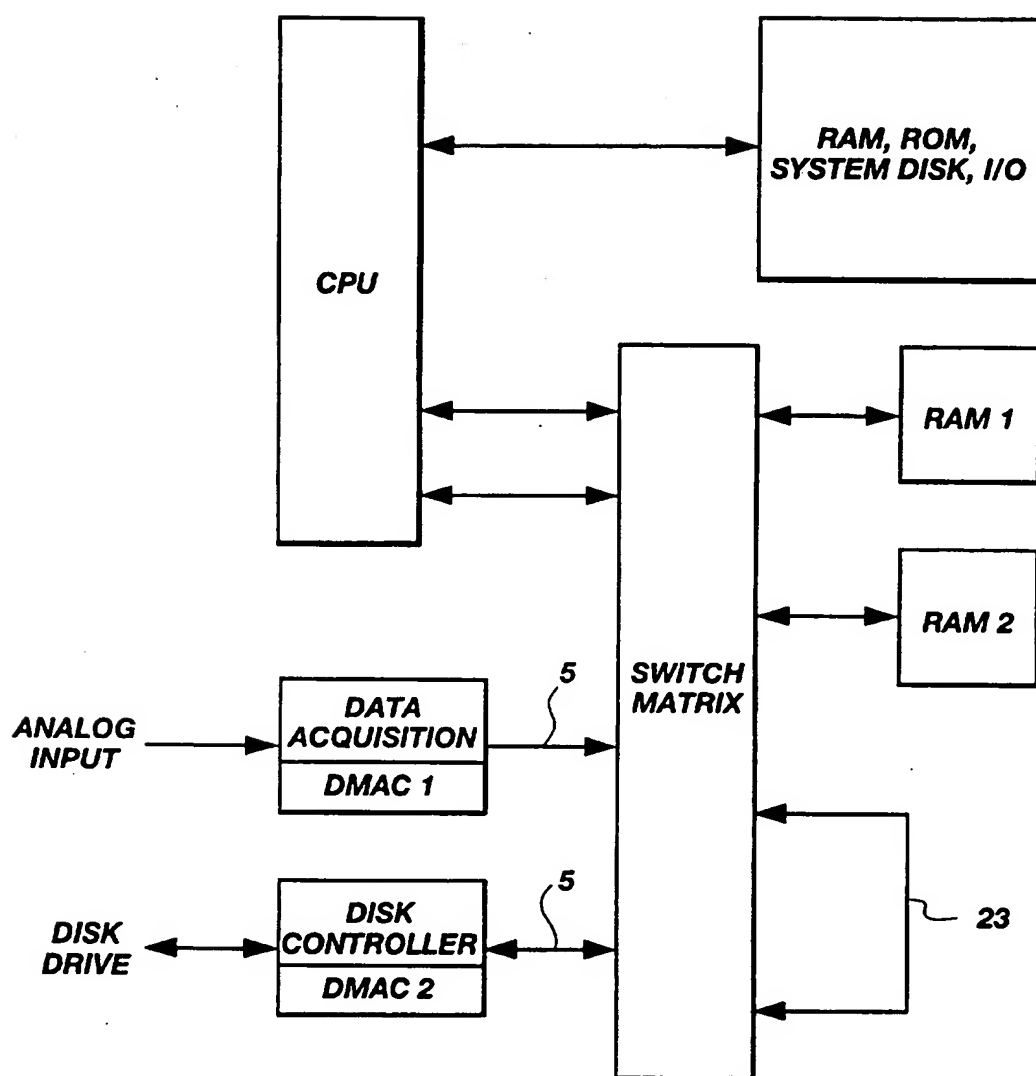 RAM, ROM,
SYSTEM DISK, I/O
CPU
RAM 1
RAM 2
SWITCH
MATRIX
5
ANALOG
INPUT
DATA
ACQUISITION
DMAC 1
5
23
DISK
DRIVE
DISK
CONTROLLER
DMAC 2